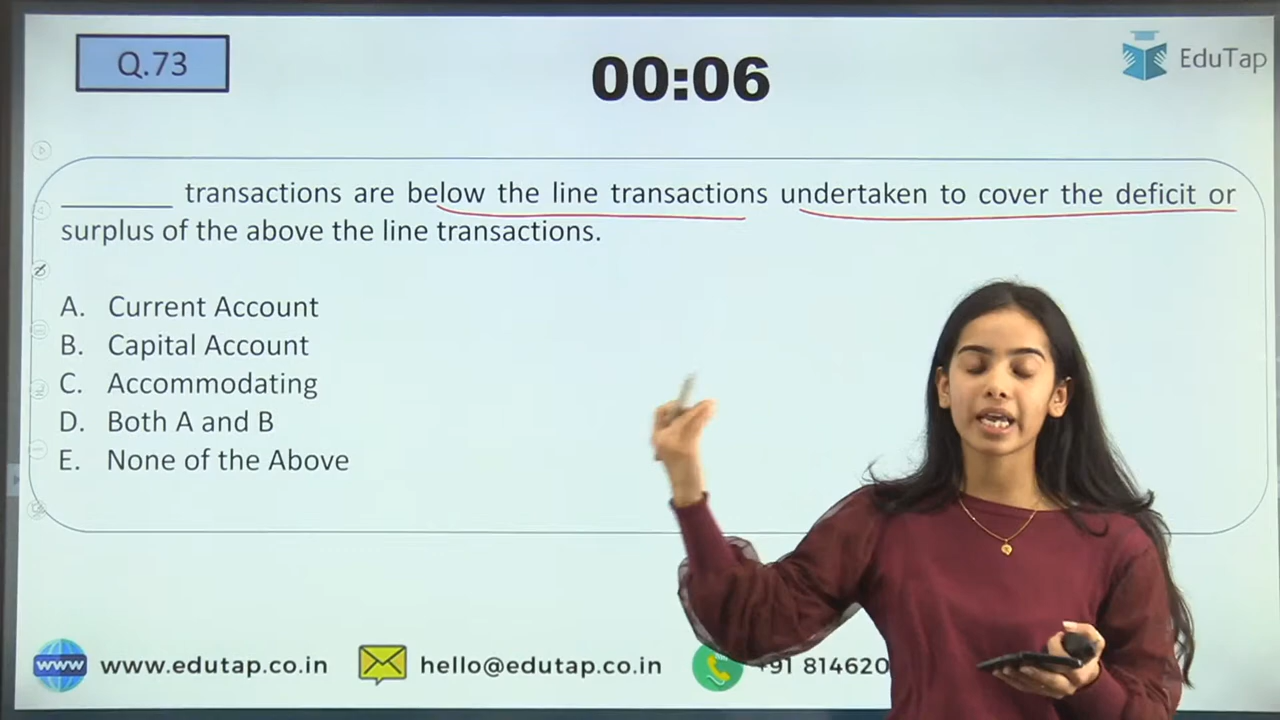 Q.73
00:06
EduTap
________ transactions are below the line transactions undertaken to cover the deficit or
surplus of the above the line transactions.
A. Current Account
B. Capital Account
C. Accommodating
D. Both A and B
E. None of the Above
www www.edutap.co.in
hello@edutap.co.in
+91 814620